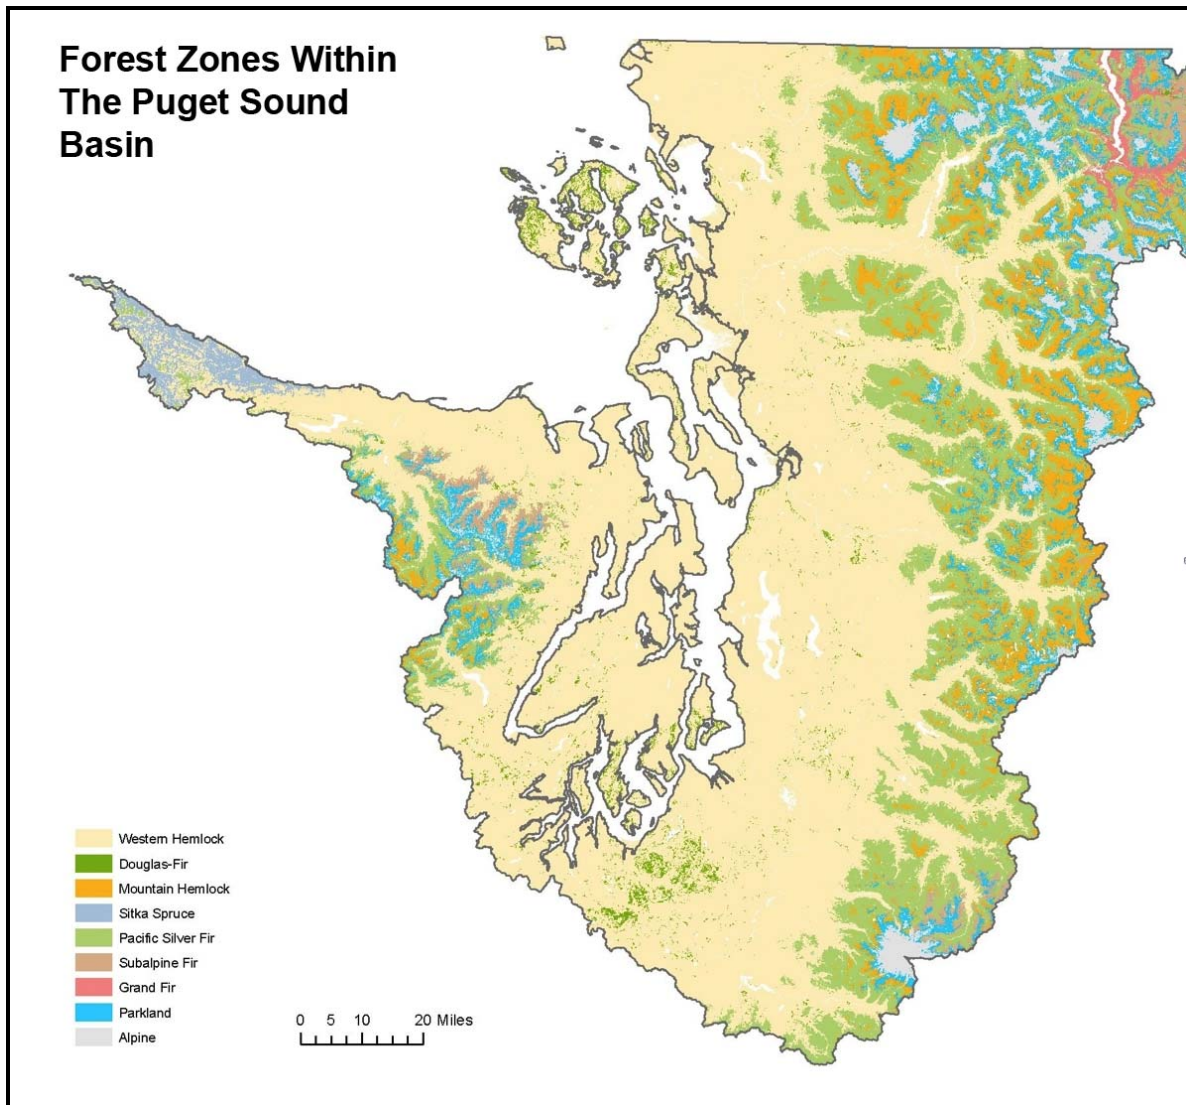 Forest Zones Within
The Puget Sound
Basin
Western Hemlock
Douglas-Fir
Mountain Hemlock
Sitka Spruce
Pacific Silver Fir
Subalpine Fir
Grand Fir
Parkland
Alpine
0 5 10 20 Miles